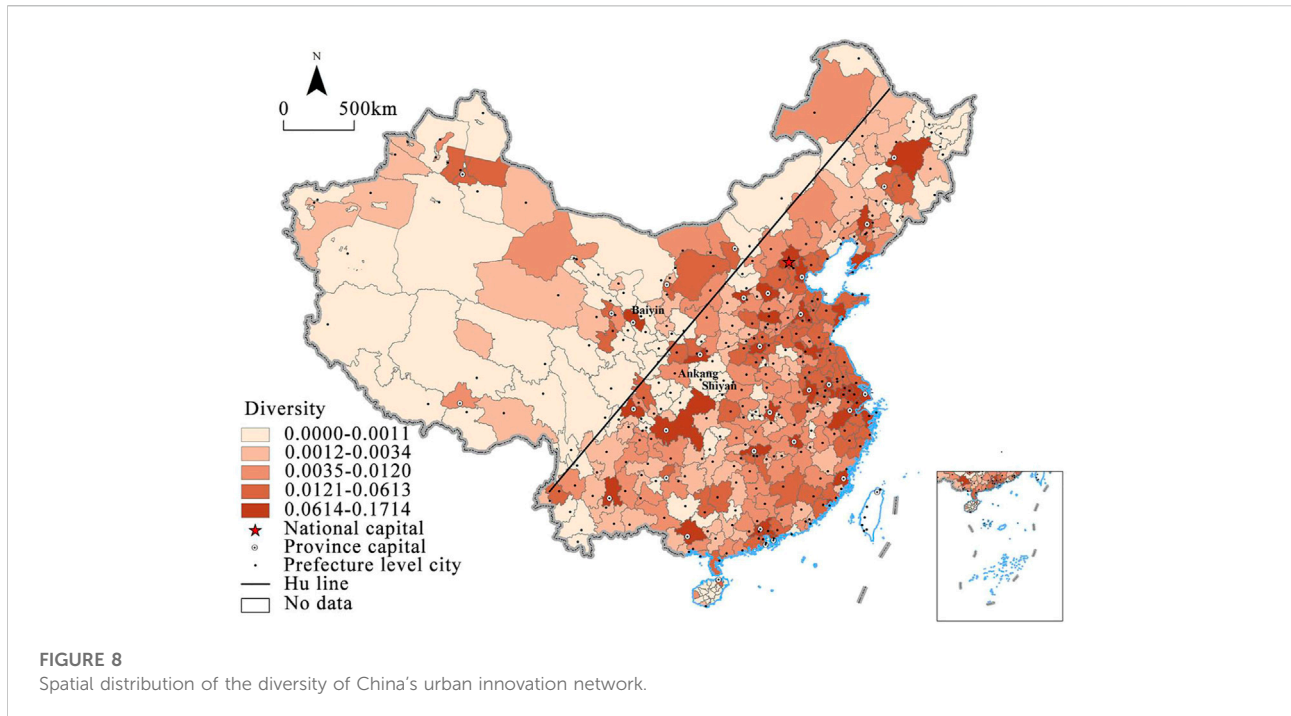 N
0 500km
Baiyin
Ankang
Shiyan
Diversity
0.0000-0.0011
0.0012-0.0034
0.0035-0.0120
0.0121-0.0613
0.0614-0.1714
National capital
Province capital
Prefecture level city
Hu line
No data
FIGURE 8
Spatial distribution of the diversity of China's urban innovation network.